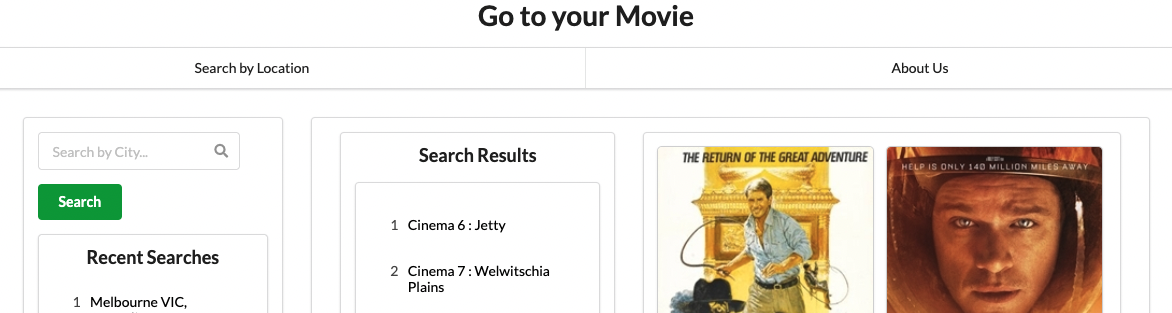 Go to your Movie
Search by Location
About Us
Search by City...
Search
Recent Searches
1 Melbourne VIC,
Search Results
1 Cinema 6 : Jetty
2 Cinema 7 : Welwitschia
Plains
THE RETURN OF THE GREAT ADVENTURE
HELP IS ONLY 140 MILLION MILES AWAY